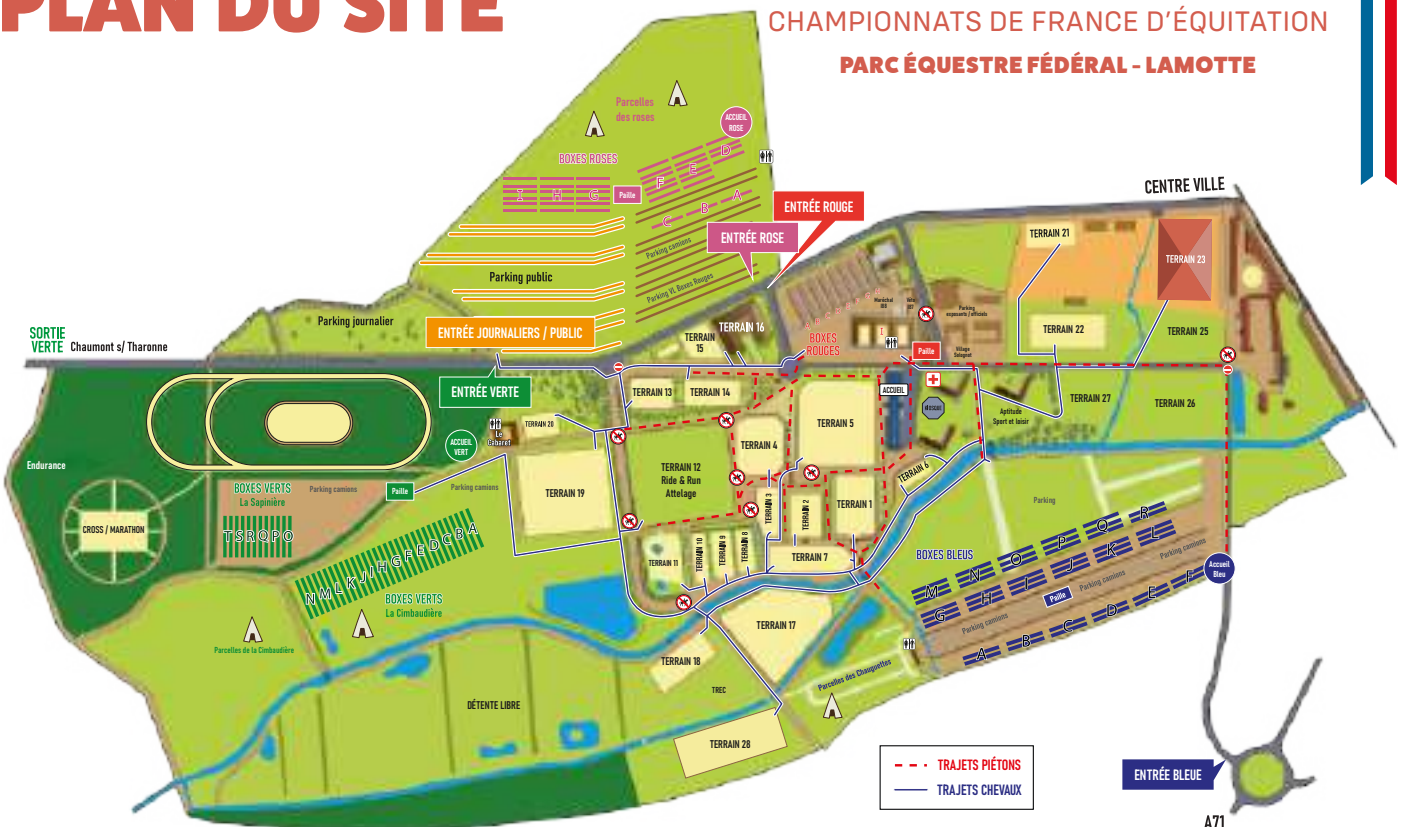 PLAN DU SITE
CHAMPIONNATS DE FRANCE D'ÉQUITATION
PARC ÉQUESTRE FÉDÉRAL - LAMOTTE
Parcelles
des roses
ACCUEIL
ROSE
BOXES ROSES
I H G
Paille
F E D
C B A
CENTRE VILLE
ENTRÉE ROUGE
ENTRÉE ROSE
Parking camions
Parking VL Boxes Rouges
Parking public
Parking journalier
ENTRÉE JOURNALIERS / PUBLIC
SORTIE
VERTE
Chaumont s/ Tharonne
ENTRÉE VERTE
TERRAIN 21
TERRAIN 23
TERRAIN 22
TERRAIN 25
Parking
exposants / officiels
Village
Sologne
Maréchal
I
BOXES
ROUGES
Paille
TERRAIN 16
TERRAIN
15
TERRAIN 13
TERRAIN 14
ACCUEIL
TERRAIN 27
TERRAIN 26
Aptitude
Sport et loisir
TERRAIN 5
TERRAIN 4
TERRAIN 20
Le
Cabaret
ACCUEIL
VERT
Endurance
BOXES VERTS
La Sapinière
Parking camions
Paille
Parking camions
TERRAIN 19
TERRAIN 12
Ride & Run
Attelage
TERRAIN 6
TERRAIN 3
TERRAIN 2
TERRAIN 1
Parking
CROSS / MARATHON
T S R Q P O
N M L K J I H G F E D C B A
BOXES VERTS
La Cimbaudière
TERRAIN 11
TERRAIN 10
TERRAIN 9
TERRAIN 8
TERRAIN 7
BOXES BLEUS
M N O P Q R
G H I J K L
Parking camions
Parking camions
Paille
Parking camions
A B C D E F
Accueil
Bleu
Parcelles de la Cimbaudière
TERRAIN 17
TERRAIN 18
TREC
Parcelles des Chauguettes
DÉTENTE LIBRE
TERRAIN 28
TRAJETS PIÉTONS
TRAJETS CHEVAUX
ENTRÉE BLEUE
A71